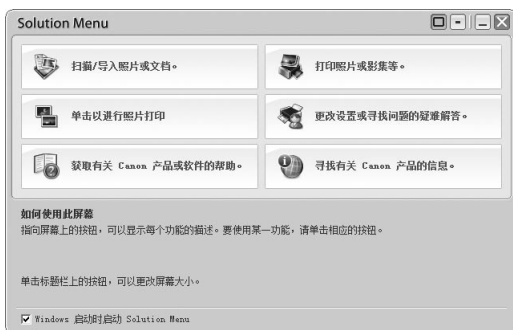 Solution Menu
扫描/导入照片或文档。
打印照片或影集等。
单击以进行照片打印
更改设置或寻找问题的疑难解答。
获取有关 Canon 产品或软件的帮助。
寻找有关 Canon 产品的信息。
如何使用此屏幕
指向屏幕上的按钮，可以显示每个功能的描述。要使用某一功能，请单击相应的按钮。
单击标题栏上的按钮，可以更改屏幕大小。
Windows 启动时启动 Solution Menu